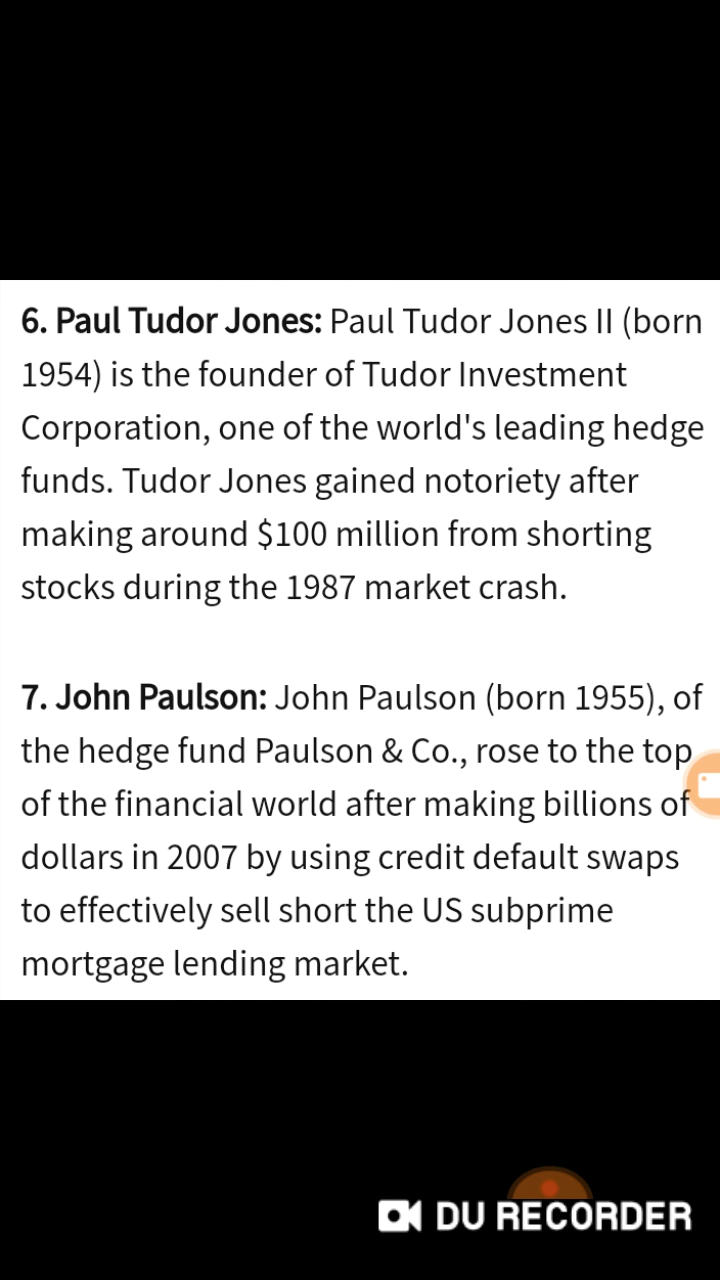 6. Paul Tudor Jones: Paul Tudor Jones II (born
1954) is the founder of Tudor Investment
Corporation, one of the world's leading hedge
funds. Tudor Jones gained notoriety after
making around $100 million from shorting
stocks during the 1987 market crash.
7. John Paulson: John Paulson (born 1955), of
the hedge fund Paulson & Co., rose to the top
of the financial world after making billions of
dollars in 2007 by using credit default swaps
to effectively sell short the US subprime
mortgage lending market.
DU RECORDER